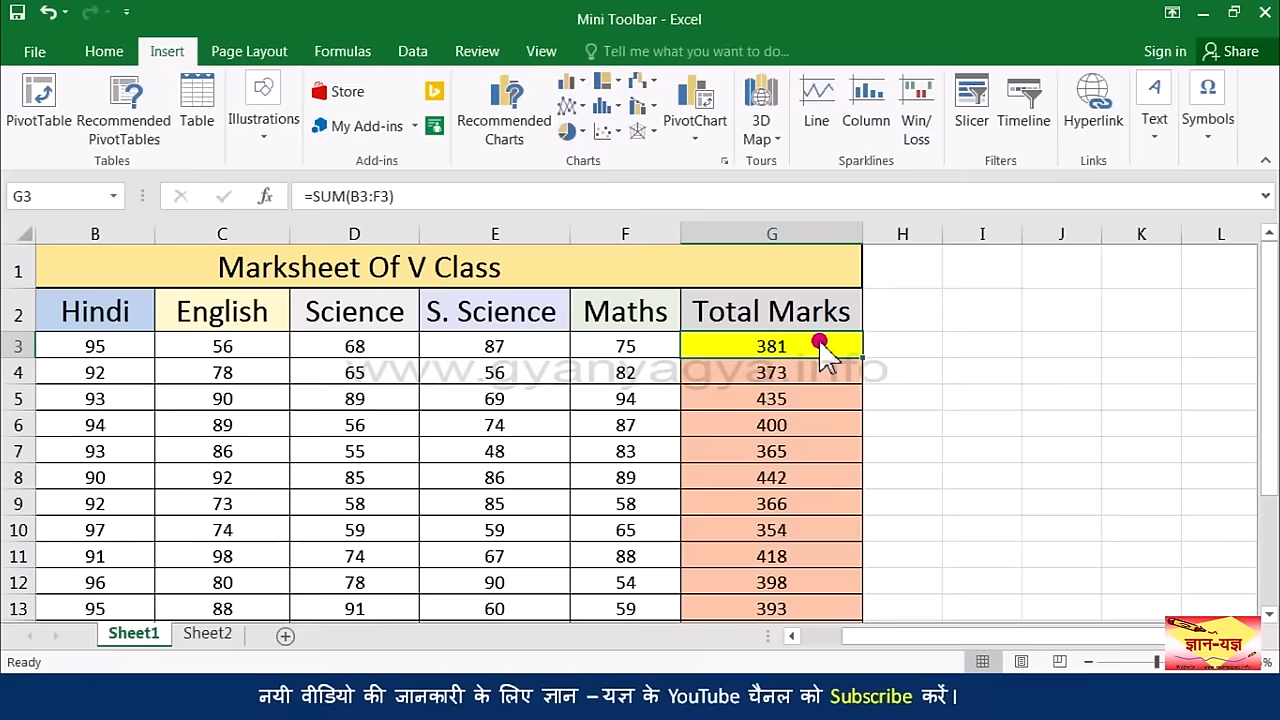 Mini Toolbar - Excel
File Home Insert Page Layout Formulas Data Review View Tell me what you want to do... Sign in Share
PivotTable Recommended PivotTables Table Illustrations Store My Add-ins Recommended Charts PivotChart 3D Map Line Column Win/Loss Slicer Timeline Hyperlink Text Symbols
Tables Add-ins Charts Tours Sparklines Filters Links
G3 fx =SUM(B3:F3)
B C D E F G H I J K L
1 Marksheet Of V Class
2 Hindi English Science S. Science Maths Total Marks
3 95 56 68 87 75 381
www.gyanyagya.info
4 92 78 65 56 82 373
5 93 90 89 69 94 435
6 94 89 56 74 87 400
7 93 86 55 48 83 365
8 90 92 85 86 89 442
9 92 73 58 85 58 366
10 97 74 59 59 65 354
11 91 98 74 67 88 418
12 96 80 78 90 54 398
13 95 88 91 60 59 393
Sheet1 Sheet2
ज्ञान-यज्ञ
Ready
नयी वीडियो की जानकारी के लिए ज्ञान – यज्ञ के YouTube चैनल को Subscribe करें।